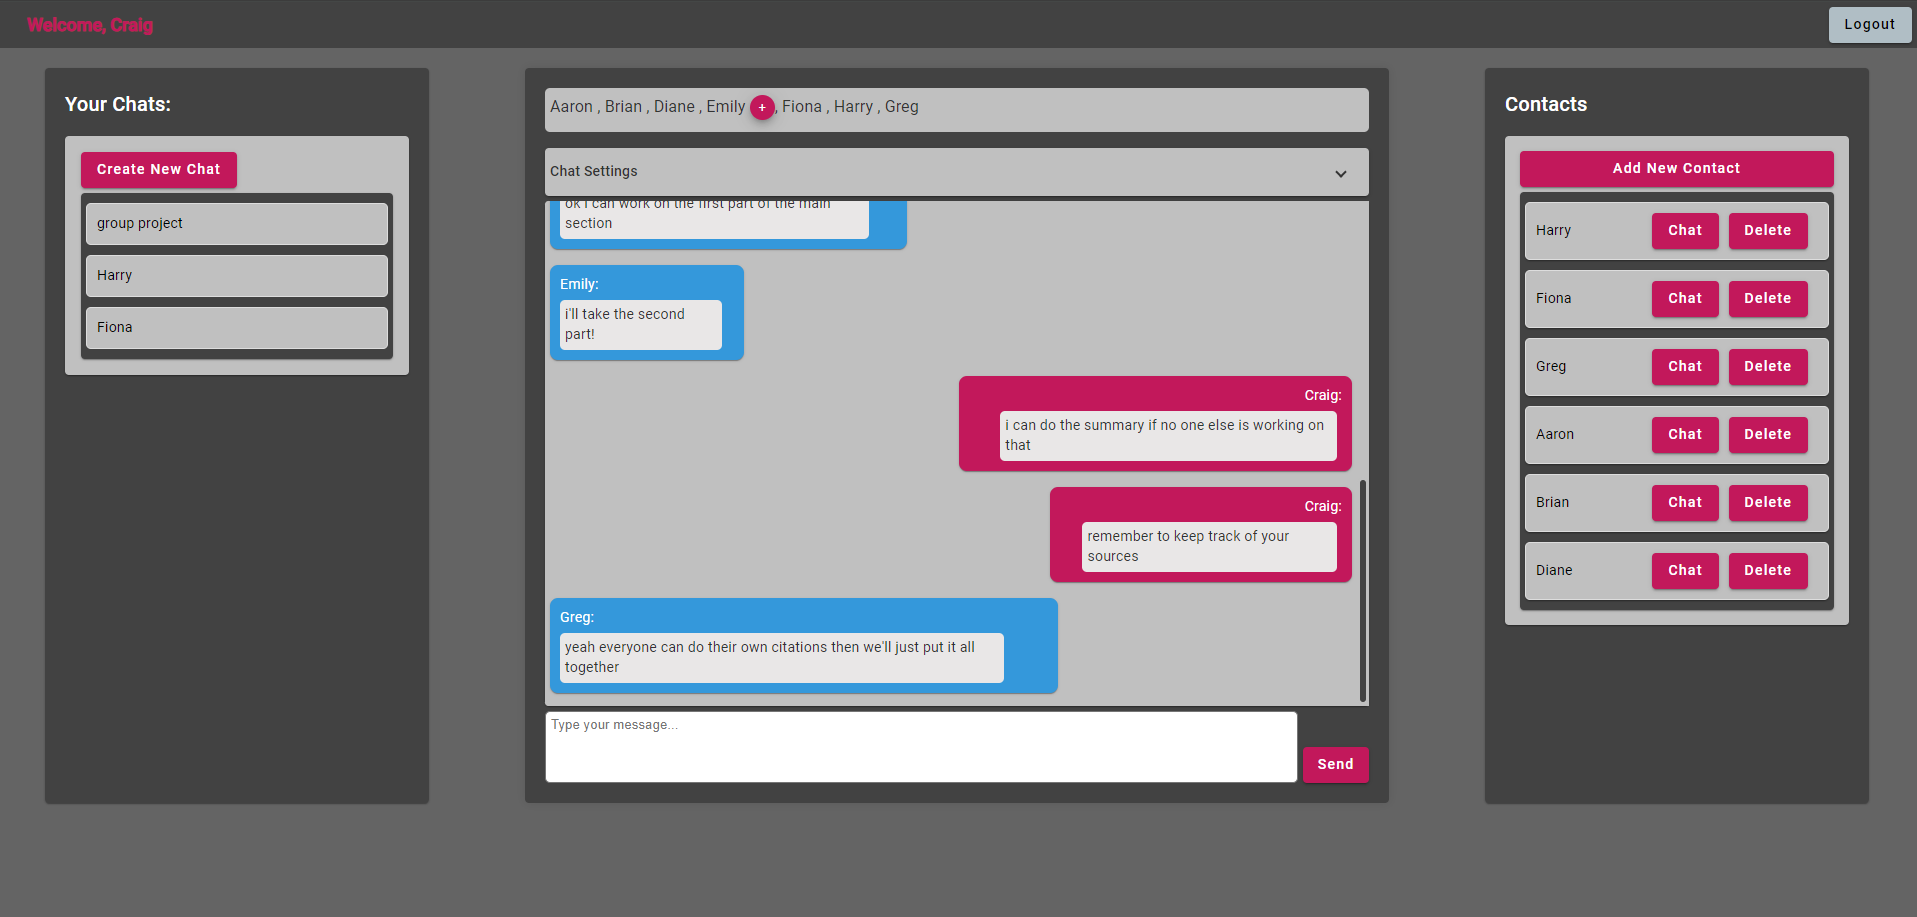 Welcome, Craig
Logout
Your Chats:
Create New Chat
group project
Harry
Fiona
Aaron , Brian , Diane , Emily + , Fiona , Harry , Greg
Chat Settings
ok i can work on the first part of the main
section
Emily:
i'll take the second
part!
Craig:
i can do the summary if no one else is working on
that
Craig:
remember to keep track of your
sources
Greg:
yeah everyone can do their own citations then we'll just put it all
together
Type your message...
Send
Contacts
Add New Contact
Harry Chat Delete
Fiona Chat Delete
Greg Chat Delete
Aaron Chat Delete
Brian Chat Delete
Diane Chat Delete